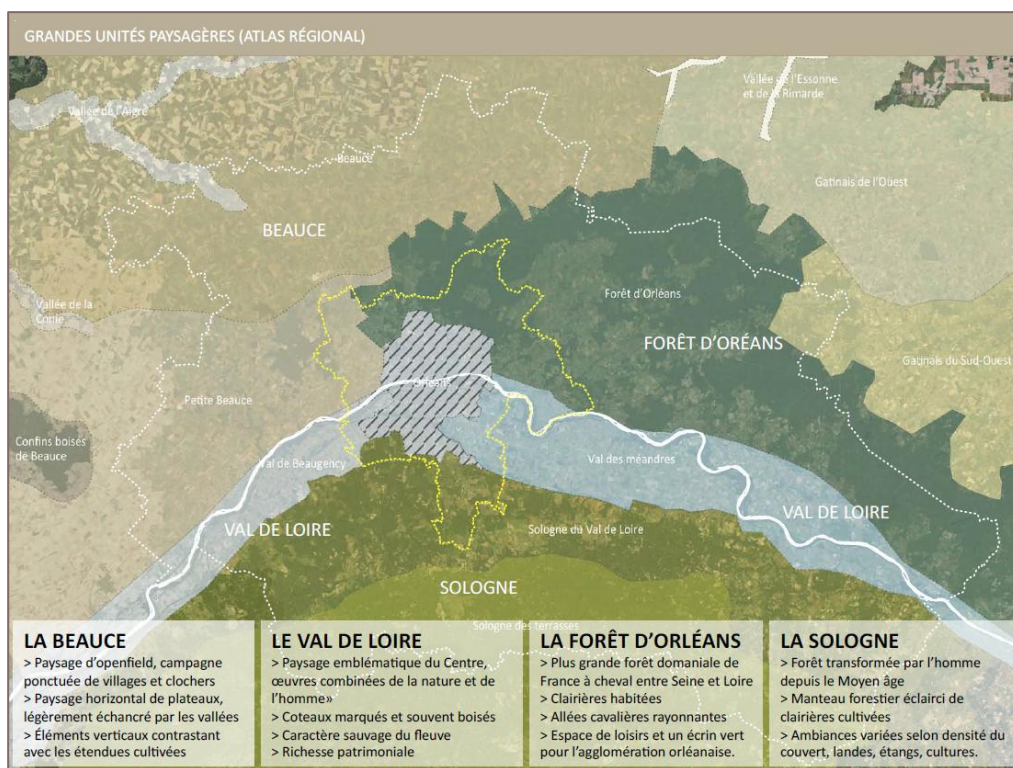 GRANDES UNITÉS PAYSAGÈRES (ATLAS RÉGIONAL)
Vallée de l'Aigre
Vallée de l'Essonne
et de la Rimarde
Beauce
Gatinais de l'Ouest
BEAUCE
Forêt d'Orléans
Vallée de la
Conie
FORÊT D'ORÉANS
Gatinais du Sud-Ouest
Orléans
Petite Beauce
Confins boisés
de Beauce
Val de Beaugency
Val des méandres
VAL DE LOIRE
VAL DE LOIRE
Sologne du Val de Loire
SOLOGNE
Sologne des terrasses
LA BEAUCE
> Paysage d'openfield, campagne
ponctuée de villages et clochers
> Paysage horizontal de plateaux,
légèrement échancré par les vallées
> Éléments verticaux contrastant
avec les étendues cultivées
LE VAL DE LOIRE
> Paysage emblématique du Centre,
œuvres combinées de la nature et de
l'homme»
> Coteaux marqués et souvent boisés
> Caractère sauvage du fleuve
> Richesse patrimoniale
LA FORÊT D'ORLÉANS
> Plus grande forêt domaniale de
France à cheval entre Seine et Loire
> Clairières habitées
> Allées cavalières rayonnantes
> Espace de loisirs et un écrin vert
pour l'agglomération orléanaise.
LA SOLOGNE
> Forêt transformée par l'homme
depuis le Moyen âge
> Manteau forestier éclairci de
clairières cultivées
> Ambiances variées selon densité du
couvert, landes, étangs, cultures.